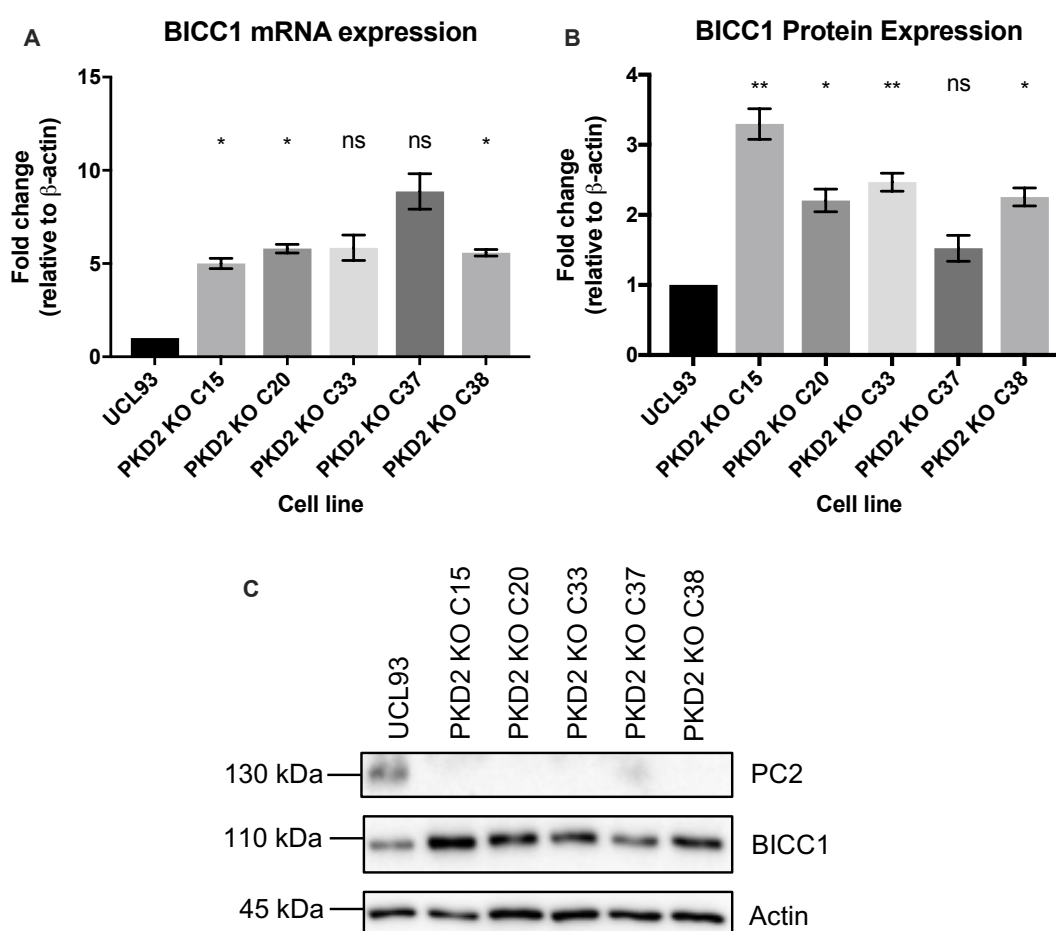 A
BICC1 mRNA expression
Fold change
(relative to β-actin)
15
10
5
0
* * ns ns *
UCL93
PKD2 KO C15
PKD2 KO C20
PKD2 KO C33
PKD2 KO C37
PKD2 KO C38
Cell line
B
BICC1 Protein Expression
Fold change
(relative to β-actin)
4
3
2
1
0
** * ** ns *
UCL93
PKD2 KO C15
PKD2 KO C20
PKD2 KO C33
PKD2 KO C37
PKD2 KO C38
Cell line
C
UCL93
PKD2 KO C15
PKD2 KO C20
PKD2 KO C33
PKD2 KO C37
PKD2 KO C38
130 kDa
PC2
110 kDa
BICC1
45 kDa
Actin